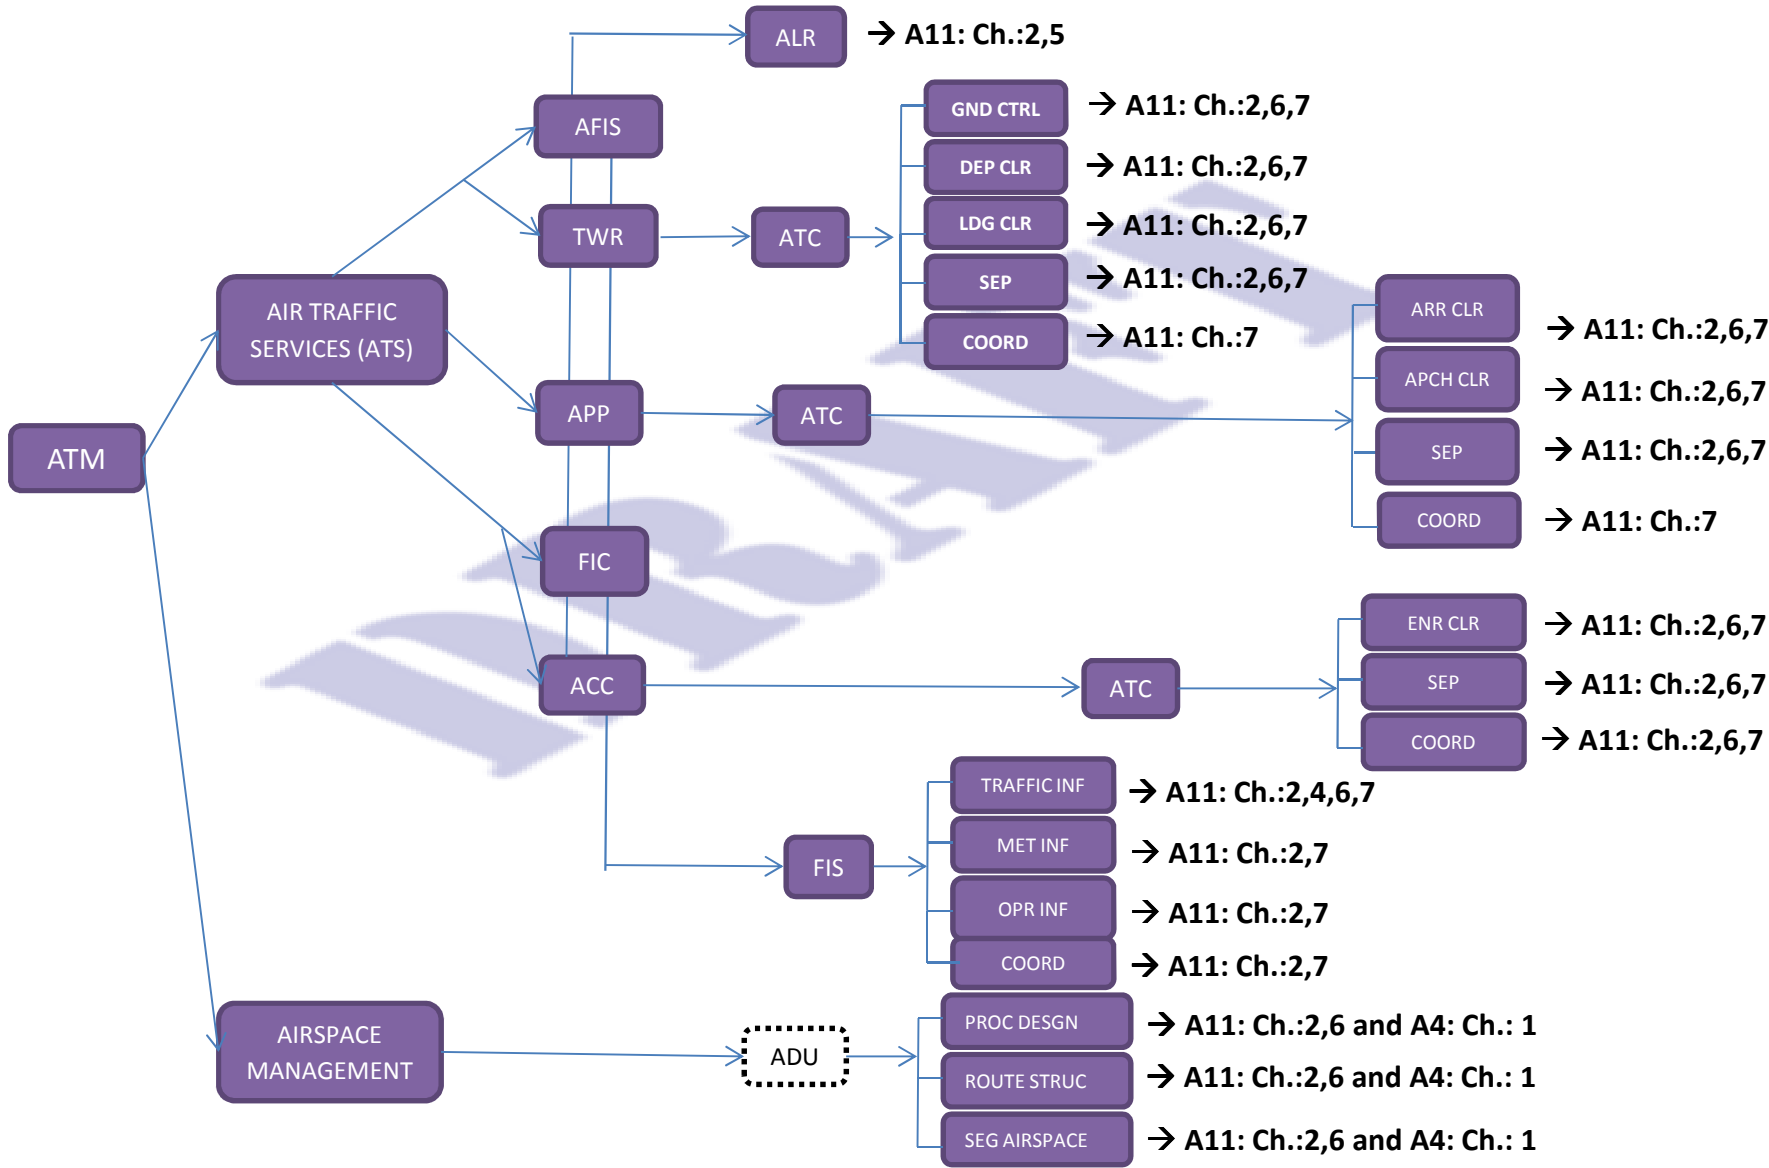 ALR → A11: Ch.:2,5
AFIS
GND CTRL → A11: Ch.:2,6,7
DEP CLR → A11: Ch.:2,6,7
TWR
ATC
LDG CLR → A11: Ch.:2,6,7
SEP → A11: Ch.:2,6,7
COORD → A11: Ch.:7
AIR TRAFFIC
SERVICES (ATS)
ARR CLR → A11: Ch.:2,6,7
APCH CLR → A11: Ch.:2,6,7
APP
ATC
SEP → A11: Ch.:2,6,7
COORD → A11: Ch.:7
ATM
FIC
ENR CLR → A11: Ch.:2,6,7
ACC
ATC
SEP → A11: Ch.:2,6,7
COORD → A11: Ch.:2,6,7
TRAFFIC INF → A11: Ch.:2,4,6,7
MET INF → A11: Ch.:2,7
FIS
OPR INF → A11: Ch.:2,7
COORD → A11: Ch.:2,7
AIRSPACE
MANAGEMENT
ADU
PROC DESGN → A11: Ch.:2,6 and A4: Ch.: 1
ROUTE STRUC → A11: Ch.:2,6 and A4: Ch.: 1
SEG AIRSPACE → A11: Ch.:2,6 and A4: Ch.: 1